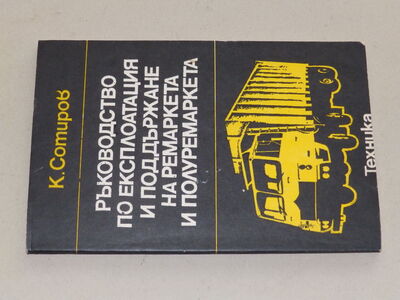 К. Сотиров
РЪКОВОДСТВО
ПО ЕКСПЛОАТАЦИЯ
И ПОДДЪРЖАНЕ
НА РЕМАРКЕТА
И ПОЛУРЕМАРКЕТА
Техника